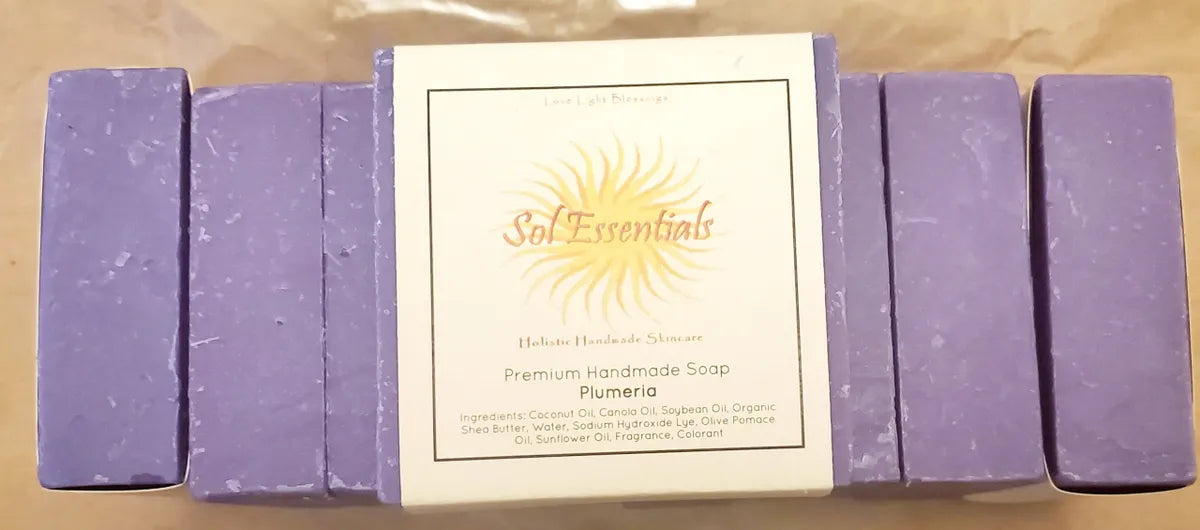 Love Light Blessings
Sol Essentials
Holistic Handmade Skincare
Premium Handmade Soap
Plumeria
Ingredients: Coconut Oil, Canola Oil, Soybean Oil, Organic
Shea Butter, Water, Sodium Hydroxide Lye, Olive Pomace
Oil, Sunflower Oil, Fragrance, Colorant